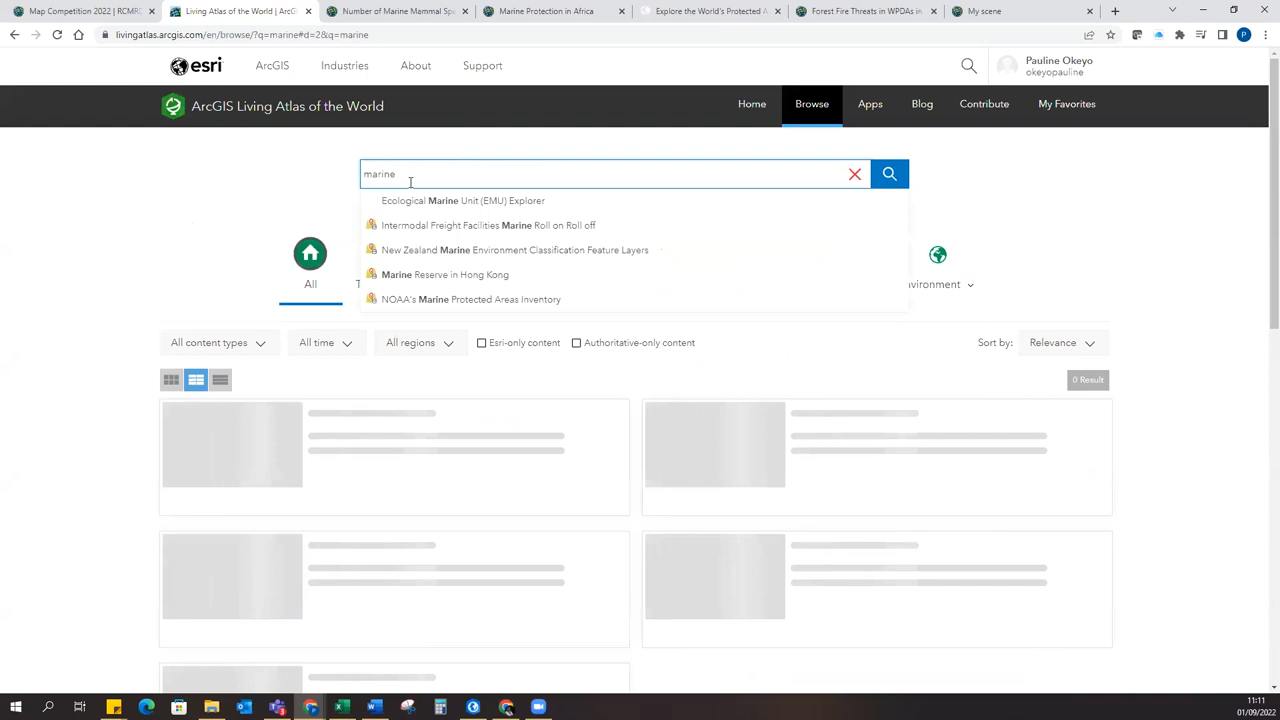 Map Competition 2022 | RCMRD
Living Atlas of the World | ArcG
Number of Marine Mammal Spe
Marine Protection in Africa
Explore the World's Protected A
Forest Fire Threats in WPDAs in
My scene
livingatlas.arcgis.com/en/browse/?q=marine#d=2&q=marine
P
esri
ArcGIS
Industries
About
Support
Pauline Okeyo
okeyopauline
ArcGIS Living Atlas of the World
Home
Browse
Apps
Blog
Contribute
My Favorites
marine
Ecological Marine Unit (EMU) Explorer
Intermodal Freight Facilities Marine Roll on Roll off
New Zealand Marine Environment Classification Feature Layers
Marine Reserve in Hong Kong
NOAA's Marine Protected Areas Inventory
All
T
nvironment
All content types
All time
All regions
Esri-only content
Authoritative-only content
Sort by:
Relevance
0 Result
11:11
01/09/2022